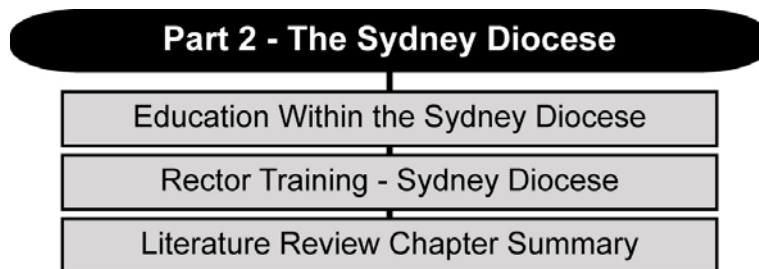 Part 2 - The Sydney Diocese
Education Within the Sydney Diocese
Rector Training - Sydney Diocese
Literature Review Chapter Summary